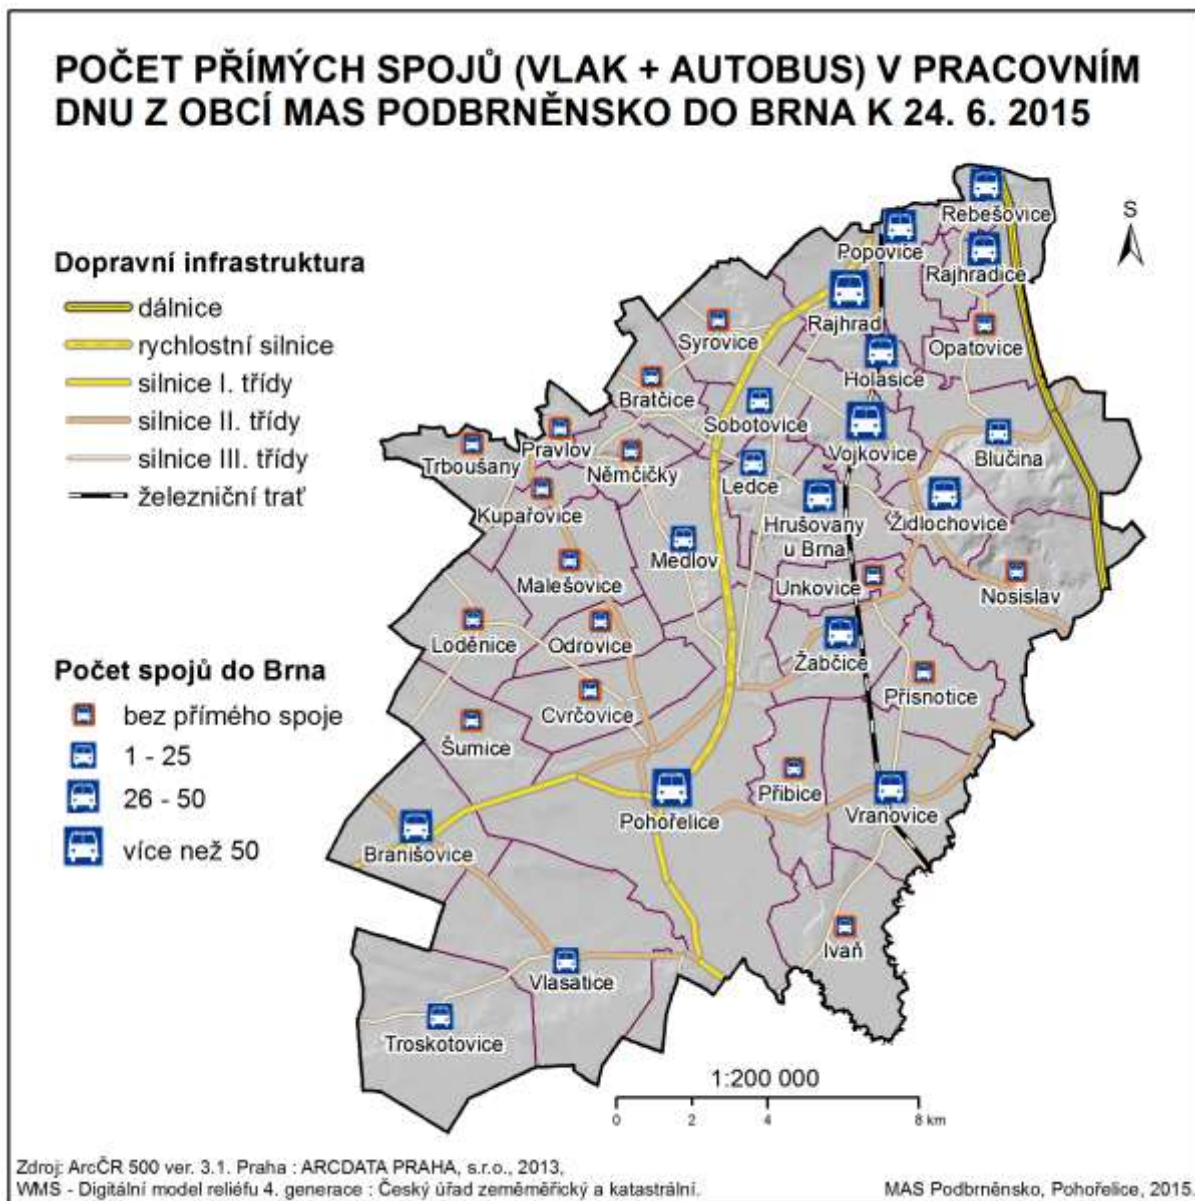 POČET PŘÍMÝCH SPOJŮ (VLAK + AUTOBUS) V PRACOVNÍM
DNU Z OBCÍ MAS PODBRNĚNSKO DO BRNA K 24. 6. 2015
S
Dopravní infrastruktura
dálnice
rychlostní silnice
silnice I. třídy
silnice II. třídy
silnice III. třídy
železniční trať
Počet spojů do Brna
bez přímého spoje
1 - 25
26 - 50
více než 50
Rebešovice
Popovice
Rajhradice
Rajhrad
Syrovice
Opatovice
Holasice
Bratčice
Sobotovice
Pravlov
Vojkovice
Blučina
Trboušany
Němčičky
Ledce
Kupařovice
Hrušovany
u Brna
Židlochovice
Medlov
Malešovice
Unkovice
Nosislav
Loděnice
Odrovice
Žabčice
Přísnotice
Cvrčovice
Šumice
Přibice
Vranovice
Pohořelice
Branišovice
Ivaň
Vlasatice
Troskotovice
1:200 000
0 2 4 8 km
Zdroj: ArcČR 500 ver. 3.1. Praha : ARCDATA PRAHA, s.r.o., 2013,
WMS - Digitální model reliéfu 4. generace : Český úřad zeměměřický a katastrální.
MAS Podbrněnsko, Pohořelice, 2015